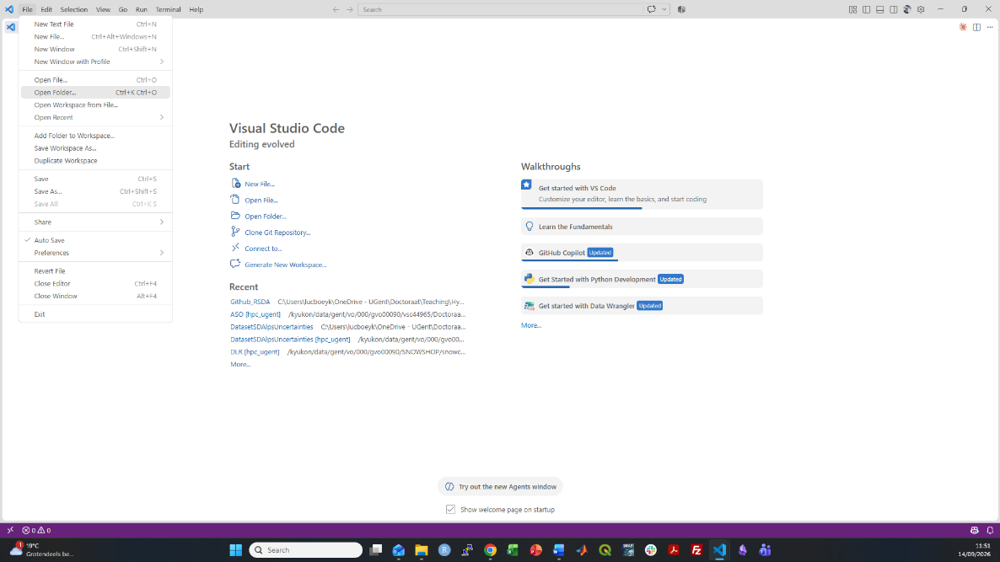 File Edit Selection View Go Run Terminal Help
Search
New Text File Ctrl+N
New File... Ctrl+Alt+Windows+N
New Window Ctrl+Shift+N
New Window with Profile
Open File... Ctrl+O
Open Folder... Ctrl+K Ctrl+O
Open Workspace from File...
Open Recent
Add Folder to Workspace...
Save Workspace As...
Duplicate Workspace
Save Ctrl+S
Save As... Ctrl+Shift+S
Save All Ctrl+K S
Share
Auto Save
Preferences
Revert File
Close Editor Ctrl+F4
Close Window Alt+F4
Exit
Visual Studio Code
Editing evolved
Start
New File...
Open File...
Open Folder...
Clone Git Repository...
Connect to...
Generate New Workspace...
Recent
Github_RSDA C:\Users\lucboeyk\OneDrive - UGent\Doctoraat\Teaching\Hy...
ASO [hpc_ugent] /kyukon/data/gent/vo/000/gvo00090/vsc44965/Doctoraa...
DatasetSDAlpsUncertainties C:\Users\lucboeyk\OneDrive - UGent\Doctoraa...
DatasetSDAlpsUncertainties [hpc_ugent] /kyukon/data/gent/vo/000/gvo00...
DLR [hpc_ugent] /kyukon/data/gent/vo/000/gvo00090/SNOWSHOP/snowc...
More...
Walkthroughs
Get started with VS Code
Customize your editor, learn the basics, and start coding
Learn the Fundamentals
GitHub Copilot Updated
Get Started with Python Development Updated
Get started with Data Wrangler Updated
More...
Try out the new Agents window
Show welcome page on startup
0 0
1
19°C
Grotendeels be...
Search
11:51
14/09/2026